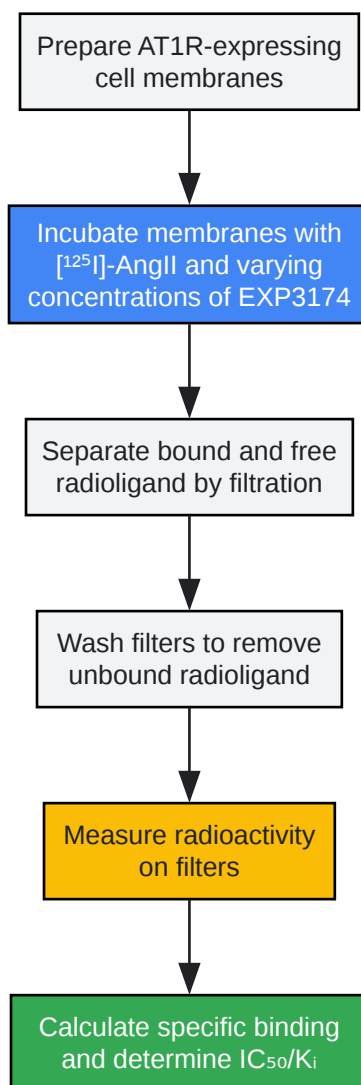 Prepare AT1R-expressing
cell membranes
Incubate membranes with
[¹²⁵I]-AngII and varying
concentrations of EXP3174
Separate bound and free
radioligand by filtration
Wash filters to remove
unbound radioligand
Measure radioactivity
on filters
Calculate specific binding
and determine IC₅₀/Kᵢ